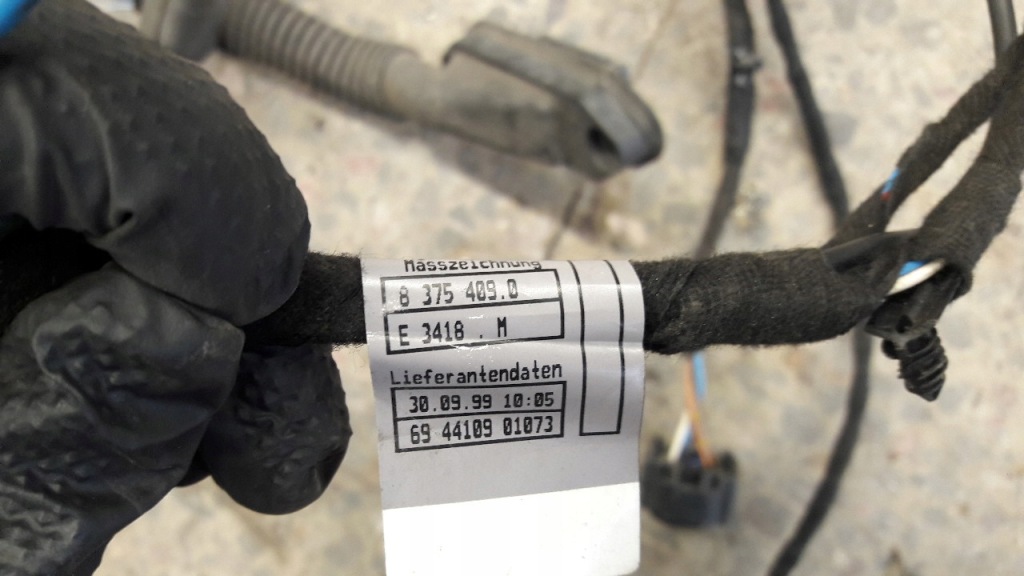 Masszeichnung
8 375 409.0
E 3418 . M
Lieferantendaten
30.09.99 10:05
69 44109 01073